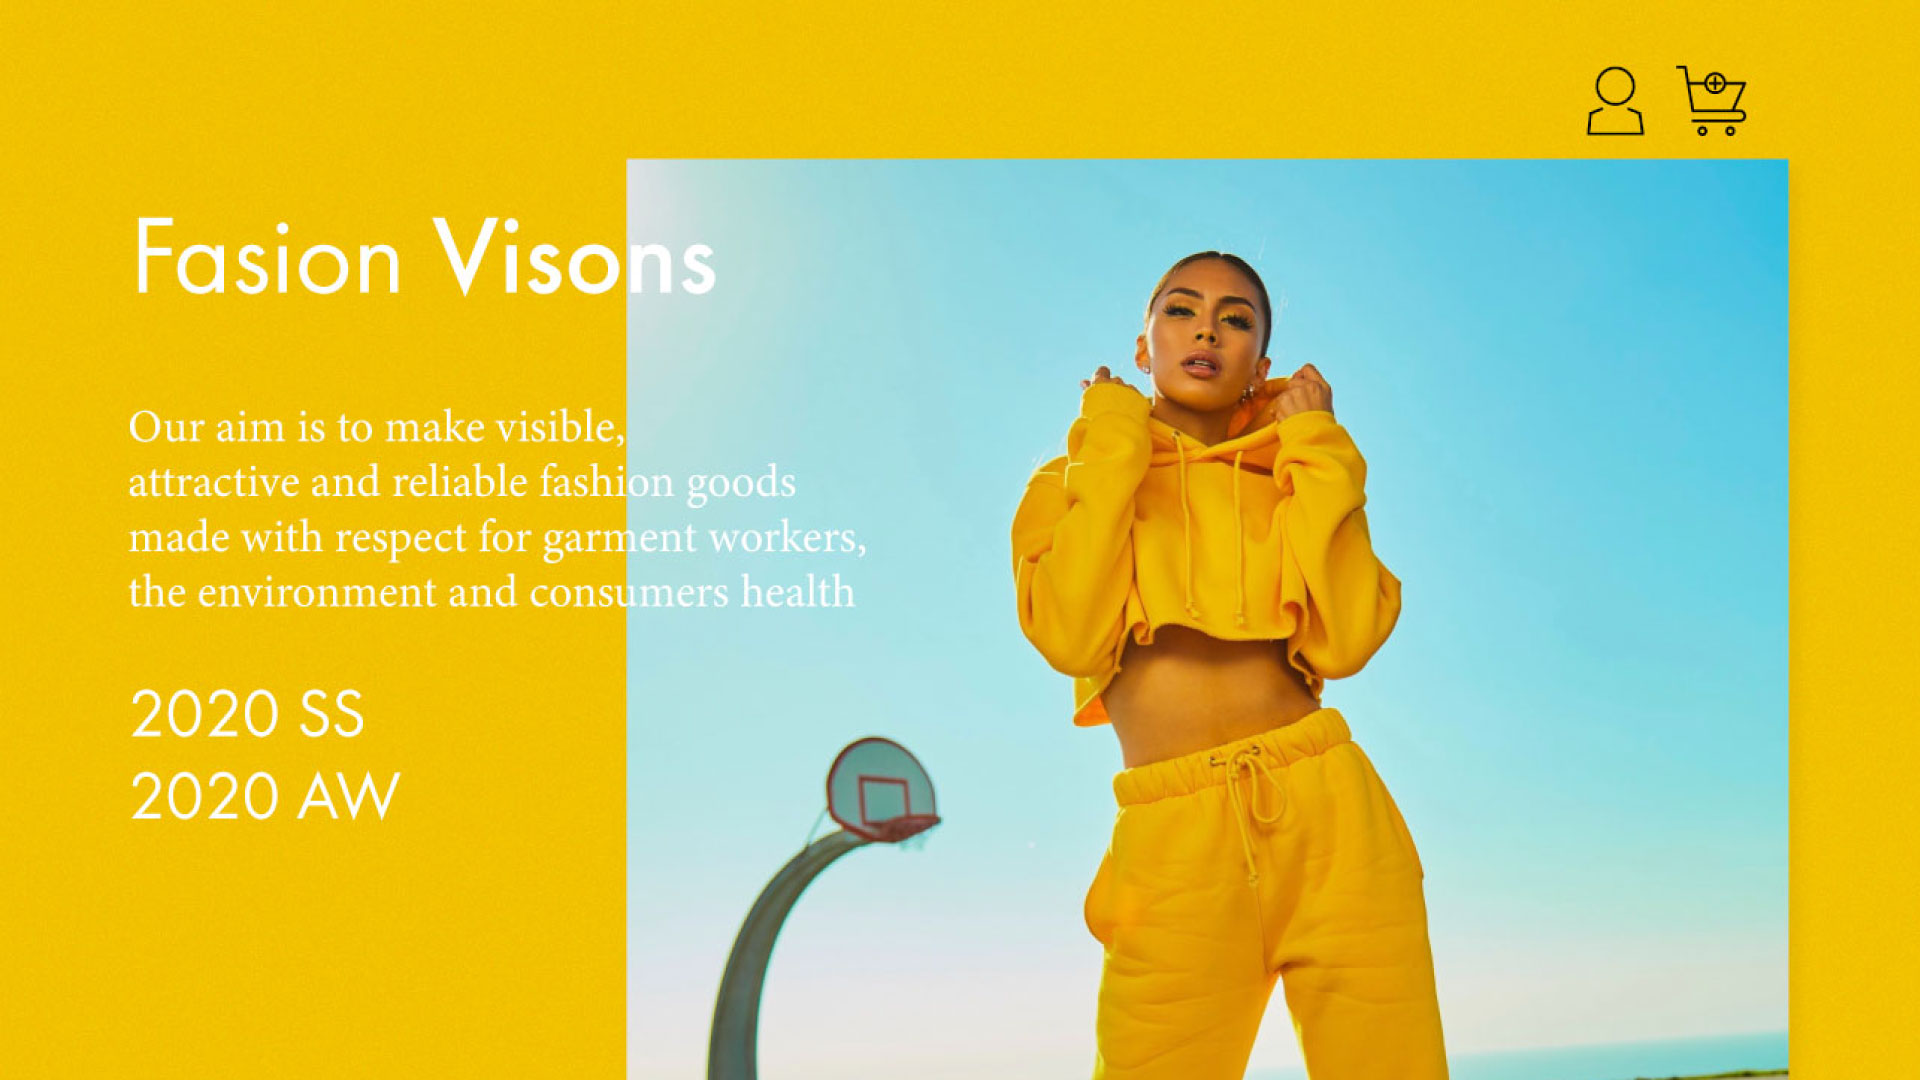 Fasion Visons
Our aim is to make visible,
attractive and reliable fashion goods
made with respect for garment workers,
the environment and consumers health
2020 SS
2020 AW